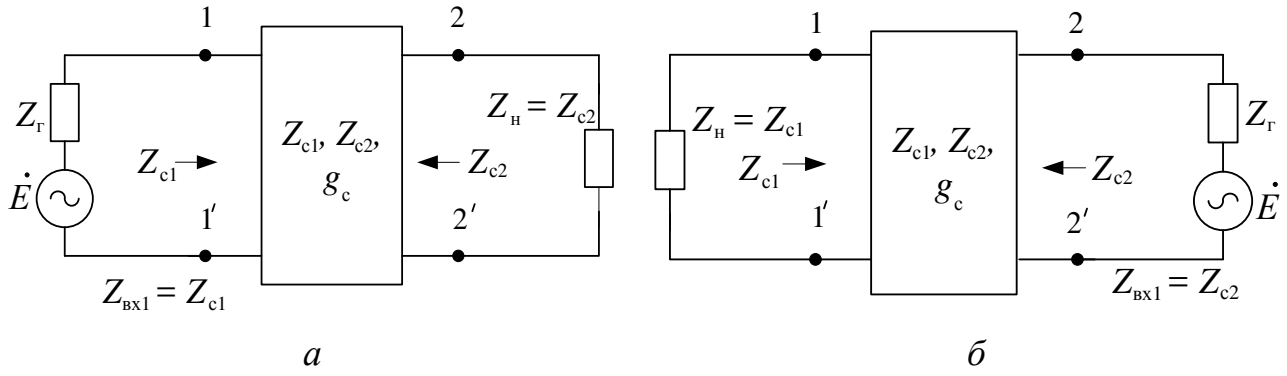 1
2
Z_г
Ė
Z_c1
1′
Z_вх1 = Z_c1
Z_c1, Z_c2,
g_c
Z_c2
2′
Z_н = Z_c2
а
1
2
Z_н = Z_c1
Z_c1
1′
Z_c1, Z_c2,
g_c
Z_c2
2′
Z_г
Ė
Z_вх1 = Z_c2
б